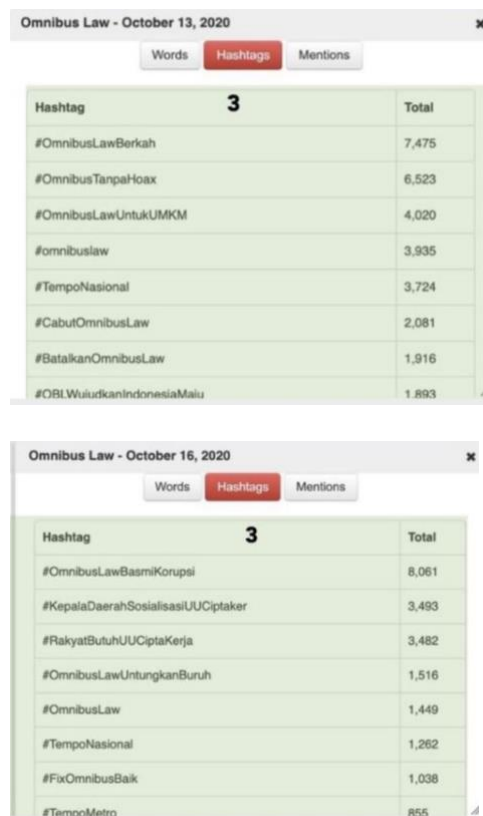 Omnibus Law - October 13, 2020 ✖
Words Hashtags Mentions
Hashtag 3 Total
#OmnibusLawBerkah 7,475
#OmnibusTanpaHoax 6,523
#OmnibusLawUntukUMKM 4,020
#omnibuslaw 3,935
#TempoNasional 3,724
#CabutOmnibusLaw 2,081
#BatalkanOmnibusLaw 1,916
#OBLWujudkanIndonesiaMaju 1,893
Omnibus Law - October 16, 2020 ✖
Words Hashtags Mentions
Hashtag 3 Total
#OmnibusLawBasmiKorupsi 8,061
#KepalaDaerahSosialisasiUUCiptaker 3,493
#RakyatButuhUUCiptaKerja 3,482
#OmnibusLawUntungkanBuruh 1,516
#OmnibusLaw 1,449
#TempoNasional 1,262
#FixOmnibusBaik 1,038
#TempoMetro 855